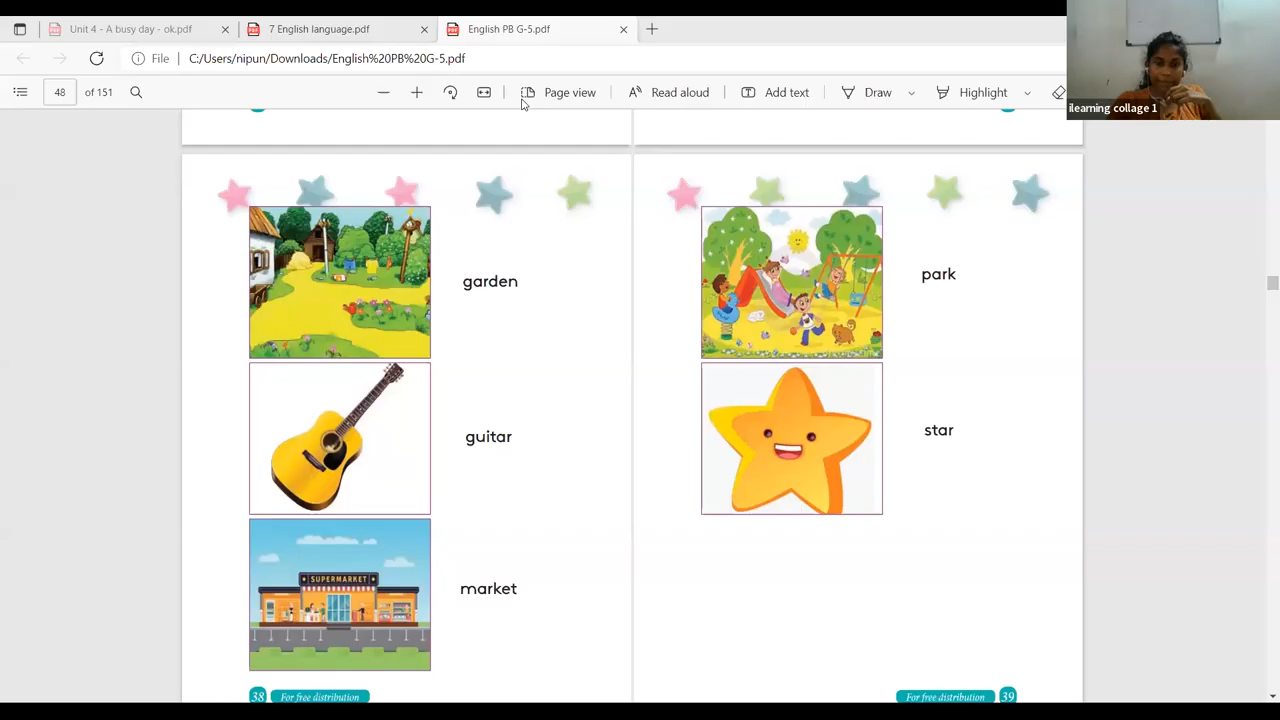 Unit 4 - A busy day - ok.pdf
7 English language.pdf
English PB G-5.pdf
File
C:/Users/nipun/Downloads/English%20PB%20G-5.pdf
48 of 151
Page view
Read aloud
Add text
Draw
Highlight
ilearning collage 1
garden
guitar
SUPERMARKET
market
38 For free distribution
park
star
For free distribution 39